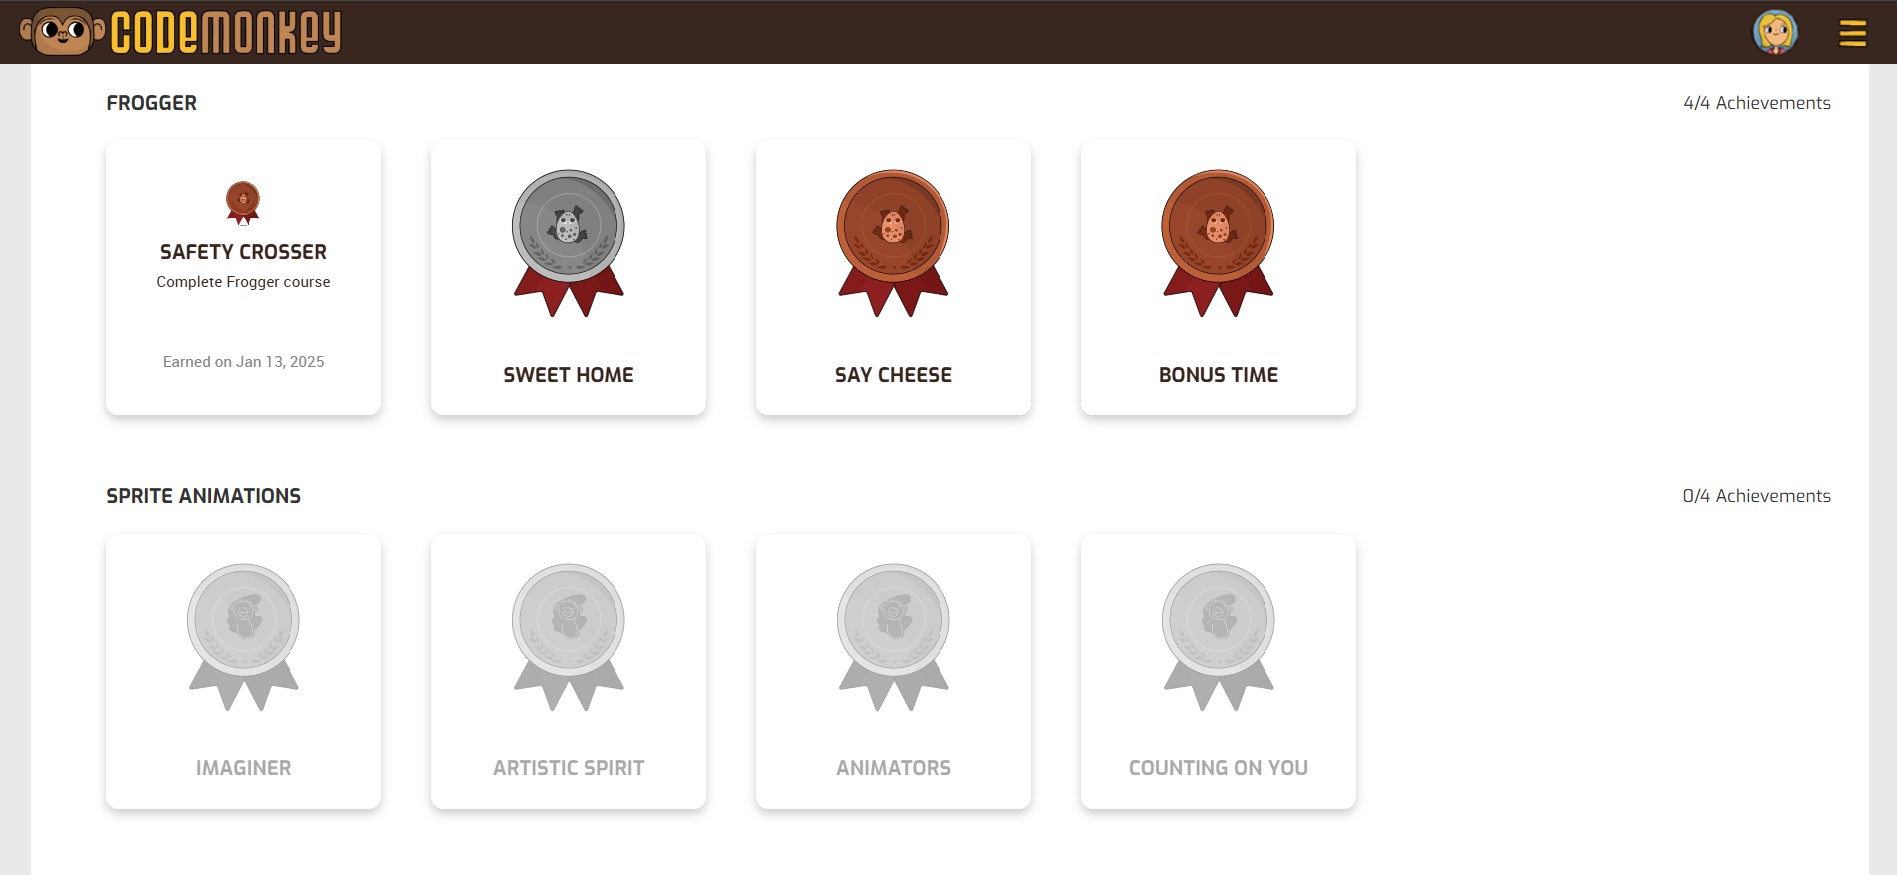 CODEMONKEY
FROGGER
4/4 Achievements
SAFETY CROSSER
Complete Frogger course
Earned on Jan 13, 2025
SWEET HOME
SAY CHEESE
BONUS TIME
SPRITE ANIMATIONS
0/4 Achievements
IMAGINER
ARTISTIC SPIRIT
ANIMATORS
COUNTING ON YOU